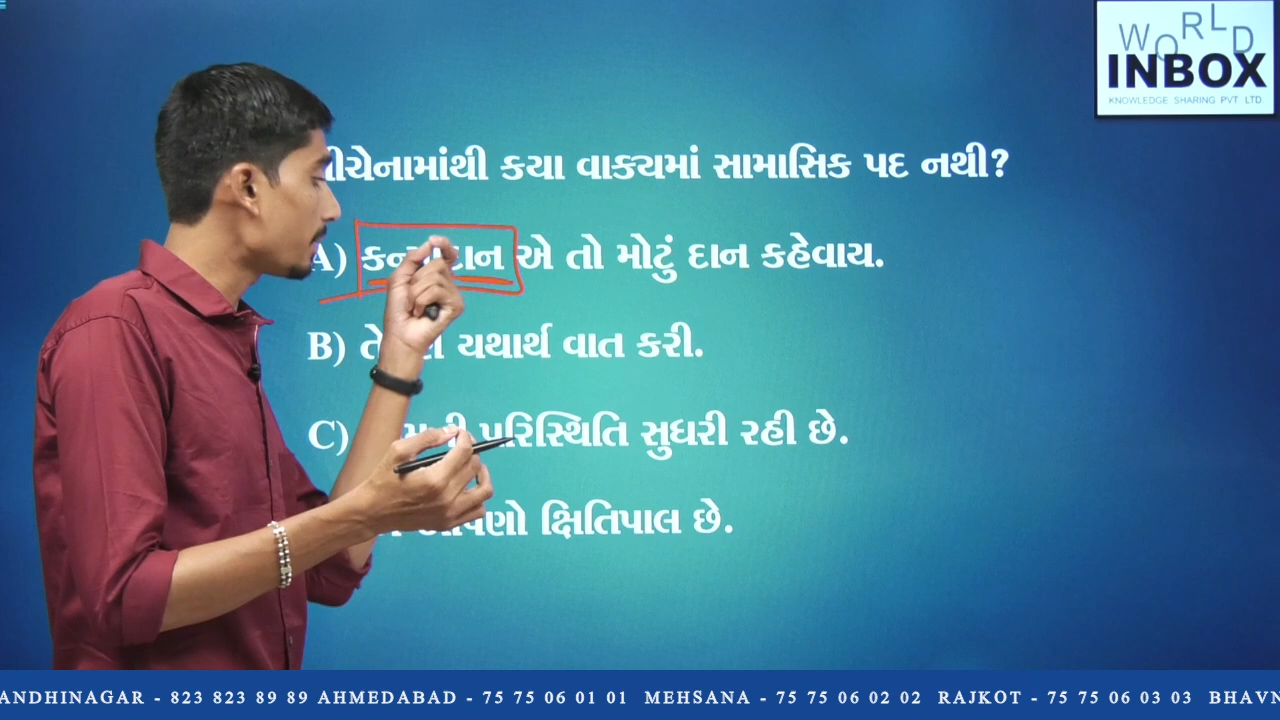 WORLD
INBOX
KNOWLEDGE SHARING PVT LTD.
કયા વાક્યમાં સામાસિક પદ નથી?
A) એ તો મોટું દાન કહેવાય.
B) યથાર્થ વાત કરી.
C) પરિસ્થિતિ સુધરી રહી છે.
ક્ષિતિપાલ છે.
GANDHINAGAR - 823 823 89 89 AHMEDABAD - 75 75 06 01 01 MEHSANA - 75 75 06 02 02 RAJKOT - 75 75 06 03 03